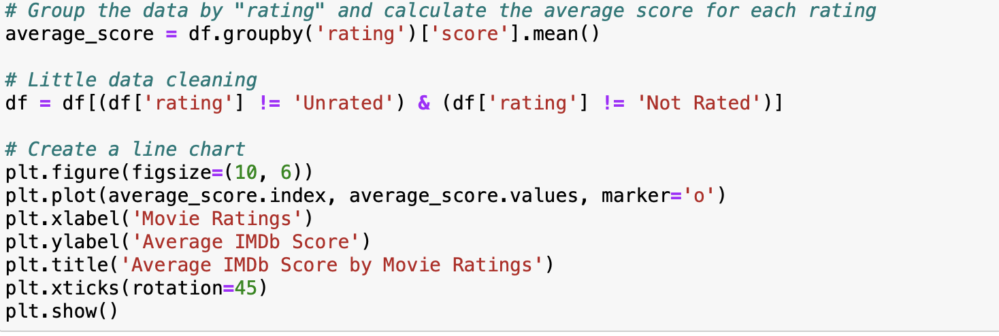 # Group the data by "rating" and calculate the average score for each rating
average_score = df.groupby('rating')['score'].mean()
# Little data cleaning
df = df[(df['rating'] != 'Unrated') & (df['rating'] != 'Not Rated')]
# Create a line chart
plt.figure(figsize=(10, 6))
plt.plot(average_score.index, average_score.values, marker='o')
plt.xlabel('Movie Ratings')
plt.ylabel('Average IMDb Score')
plt.title('Average IMDb Score by Movie Ratings')
plt.xticks(rotation=45)
plt.show()